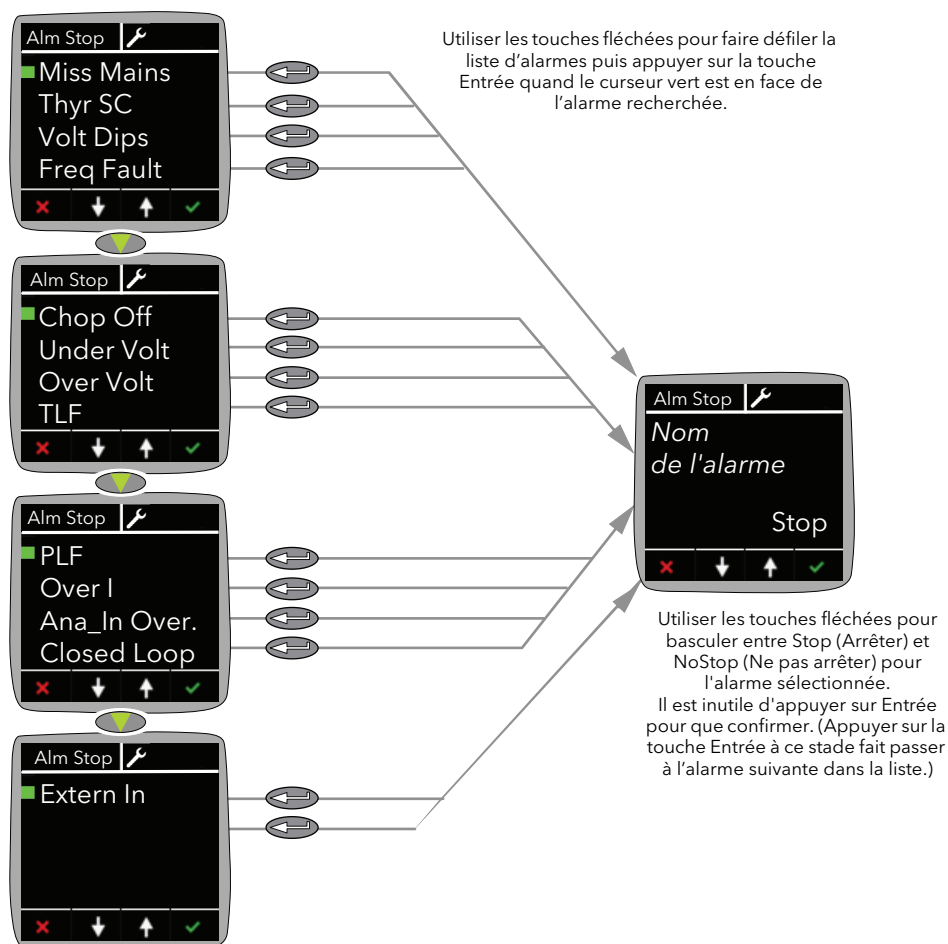 Alm Stop
Miss Mains
Thyr SC
Volt Dips
Freq Fault
Utiliser les touches fléchées pour faire défiler la
liste d’alarmes puis appuyer sur la touche
Entrée quand le curseur vert est en face de
l’alarme recherchée.
Alm Stop
Chop Off
Under Volt
Over Volt
TLF
Alm Stop
PLF
Over I
Ana_In Over.
Closed Loop
Alm Stop
Extern In
Alm Stop
Nom
de l'alarme
Stop
Utiliser les touches fléchées pour
basculer entre Stop (Arrêter) et
NoStop (Ne pas arrêter) pour
l'alarme sélectionnée.
Il est inutile d'appuyer sur Entrée
pour que confirmer. (Appuyer sur la
touche Entrée à ce stade fait passer
à l’alarme suivante dans la liste.)